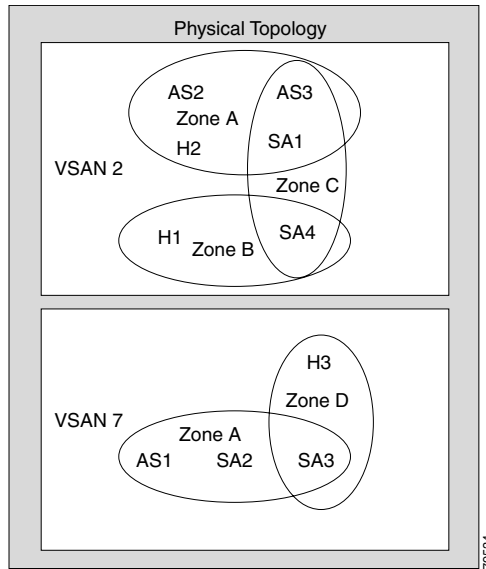 Physical Topology
AS2
AS3
Zone A
H2
SA1
VSAN 2
Zone C
H1
Zone B
SA4
H3
Zone D
VSAN 7
Zone A
AS1
SA2
SA3
79534